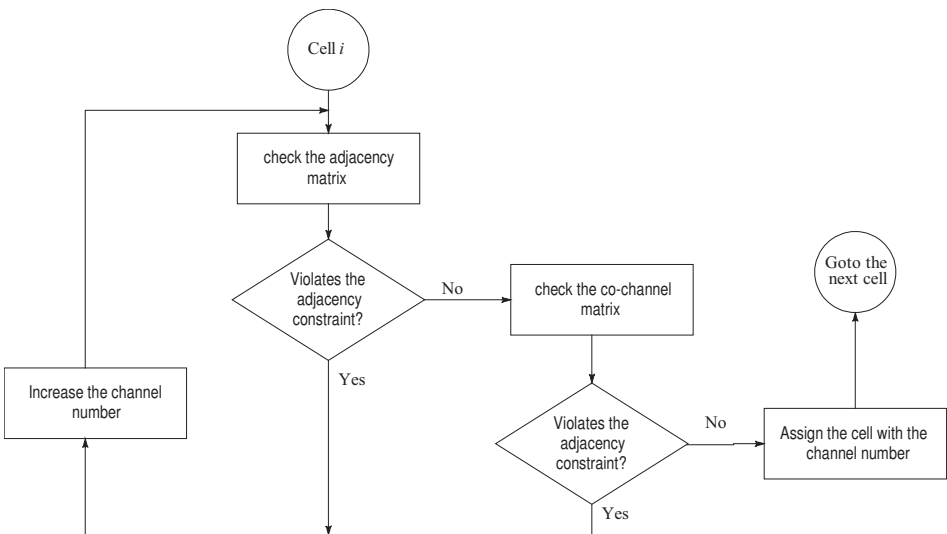 Cell i
check the adjacency
matrix
Violates the
adjacency
constraint?
No
Yes
check the co-channel
matrix
Goto the
next cell
Increase the channel
number
Violates the
adjacency
constraint?
No
Yes
Assign the cell with the
channel number